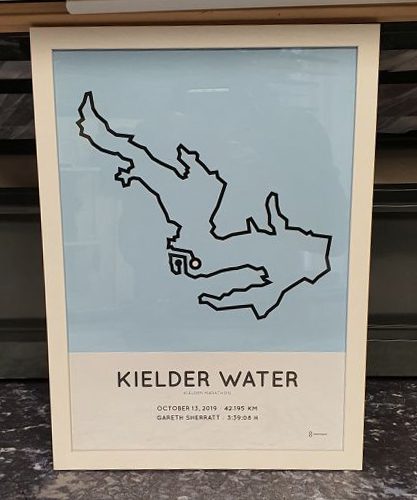 KIELDER WATER
KIELDER MARATHON
OCTOBER 13, 2019 42.195 KM
GARETH SHERRATT - 3:39:08 H